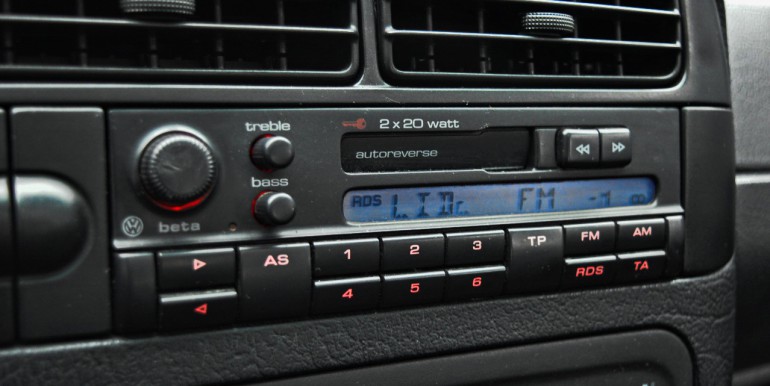 treble
2 x 20 watt
autoreverse
bass
RDS
FM
beta
AS
1
2
3
TP
FM
AM
4
5
6
RDS
TA